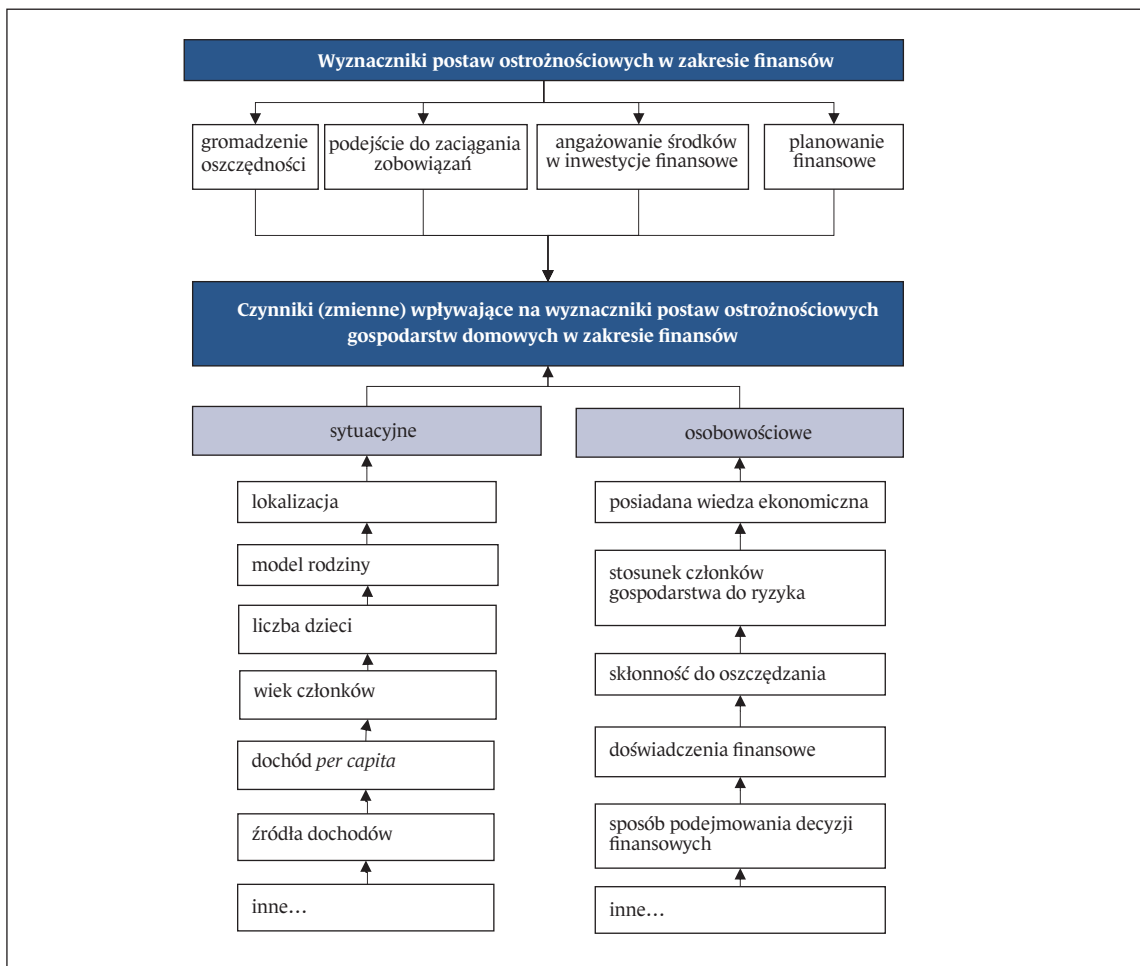 Wyznaczniki postaw ostrożnościowych w zakresie finansów
gromadzenie
oszczędności
podejście do zaciągania
zobowiązań
angażowanie środków
w inwestycje finansowe
planowanie
finansowe
Czynniki (zmienne) wpływające na wyznaczniki postaw ostrożnościowych
gospodarstw domowych w zakresie finansów
sytuacyjne
lokalizacja
model rodziny
liczba dzieci
wiek członków
dochód per capita
źródła dochodów
inne…
osobowościowe
posiadana wiedza ekonomiczna
stosunek członków
gospodarstwa do ryzyka
skłonność do oszczędzania
doświadczenia finansowe
sposób podejmowania decyzji
finansowych
inne…